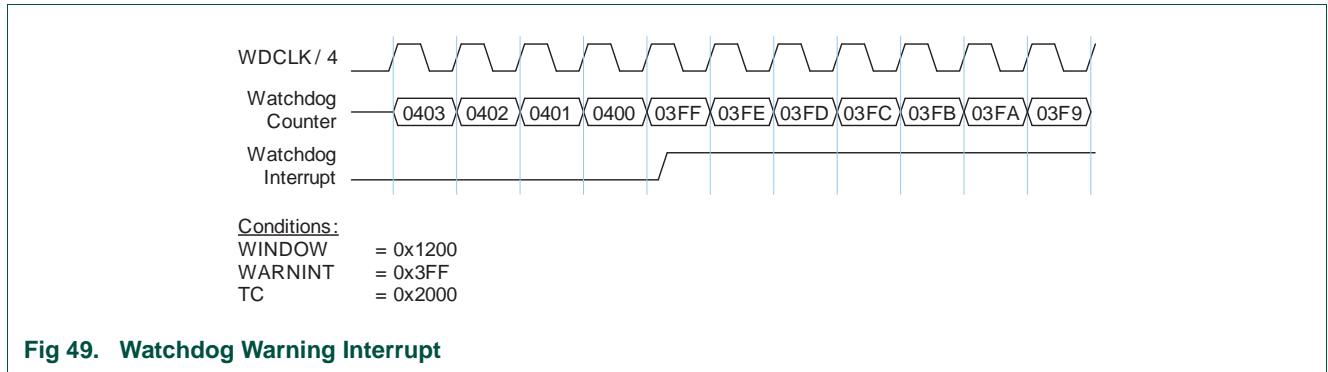 WDCLK / 4
Watchdog
Counter
0403 0402 0401 0400 03FF 03FE 03FD 03FC 03FB 03FA 03F9
Watchdog
Interrupt
Conditions:
WINDOW = 0x1200
WARNINT = 0x3FF
TC = 0x2000
Fig 49. Watchdog Warning Interrupt